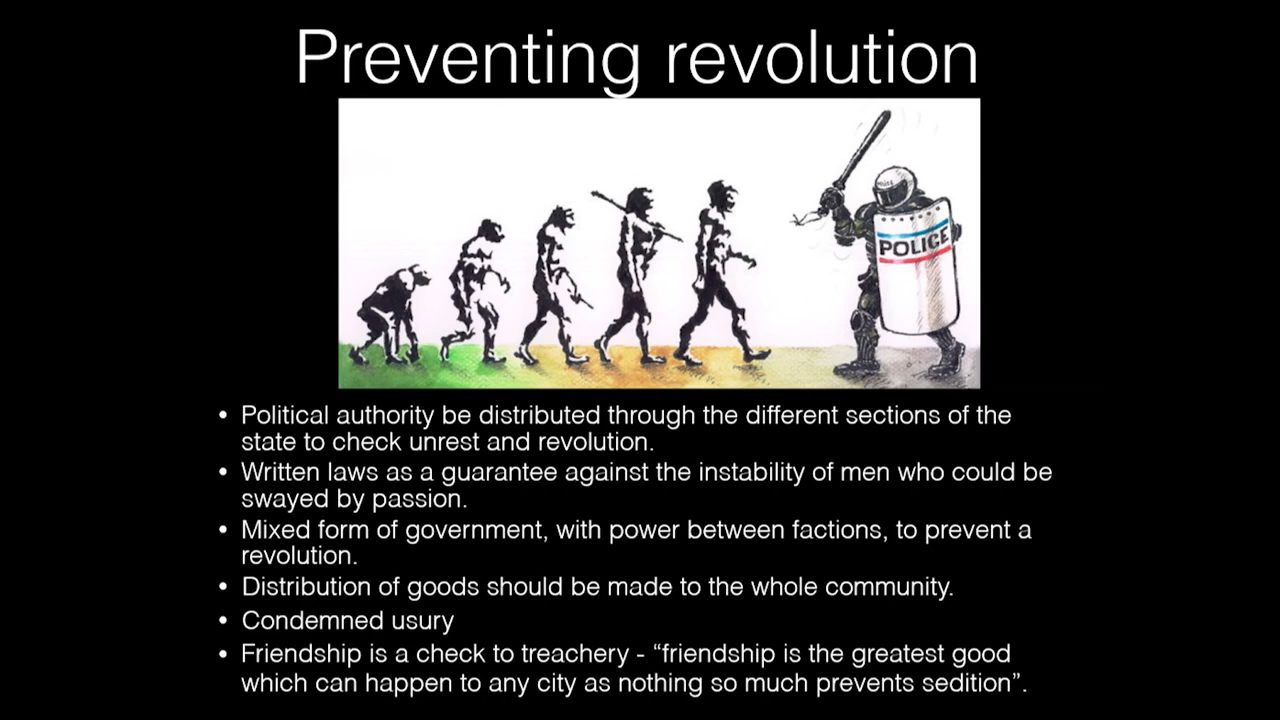 Preventing revolution
POLICE
• Political authority be distributed through the different sections of the
state to check unrest and revolution.
• Written laws as a guarantee against the instability of men who could be
swayed by passion.
• Mixed form of government, with power between factions, to prevent a
revolution.
• Distribution of goods should be made to the whole community.
• Condemned usury
• Friendship is a check to treachery - “friendship is the greatest good
which can happen to any city as nothing so much prevents sedition”.